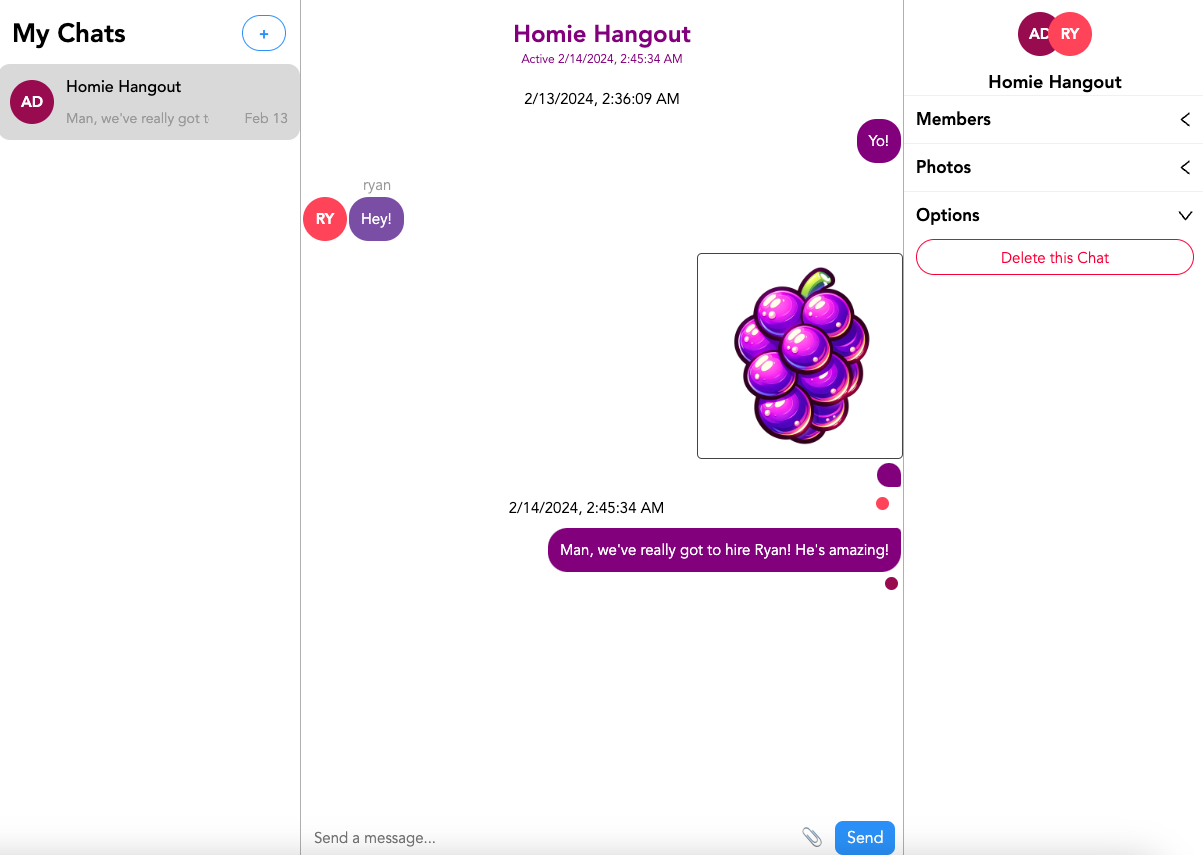 My Chats
+
AD
Homie Hangout
Man, we've really got t
Feb 13
Homie Hangout
Active 2/14/2024, 2:45:34 AM
2/13/2024, 2:36:09 AM
Yo!
ryan
RY
Hey!
2/14/2024, 2:45:34 AM
Man, we've really got to hire Ryan! He's amazing!
Send a message...
Send
AD
RY
Homie Hangout
Members
Photos
Options
Delete this Chat